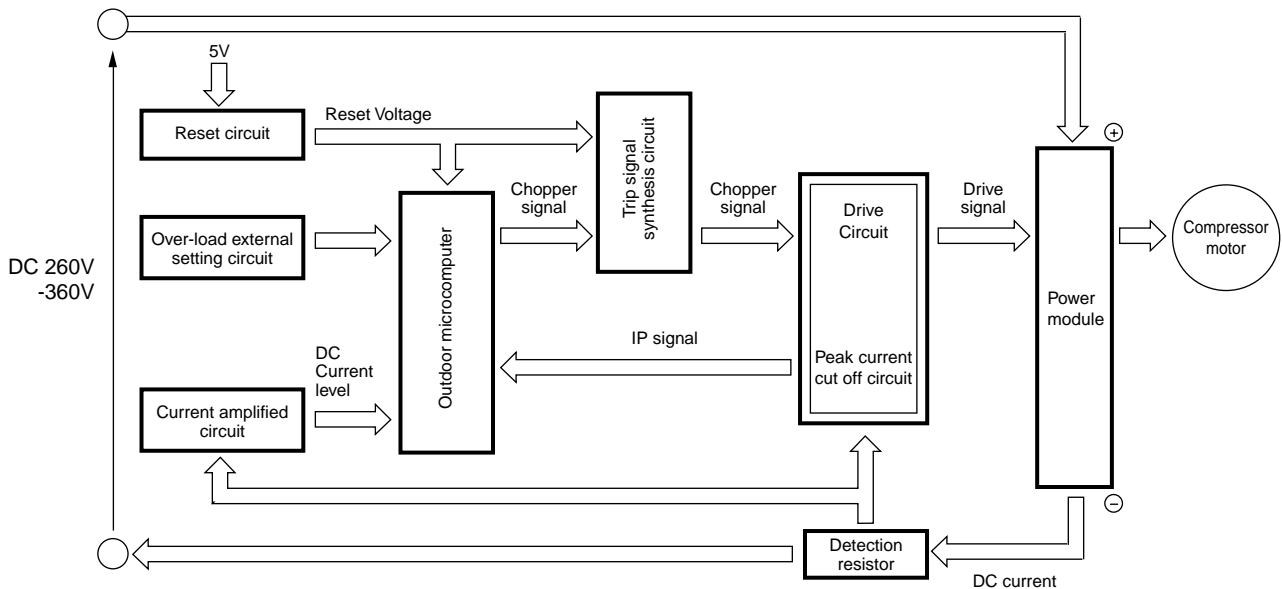 5V
Reset circuit
Reset Voltage
Trip signal
synthesis circuit
Over-load external
setting circuit
DC 260V
-360V
Outdoor microcomputer
Chopper
signal
Chopper
signal
Drive
Circuit
Drive
signal
+
Power
module
Compressor
motor
IP signal
Peak current
cut off circuit
DC
Current
level
Current amplified
circuit
−
Detection
resistor
DC current